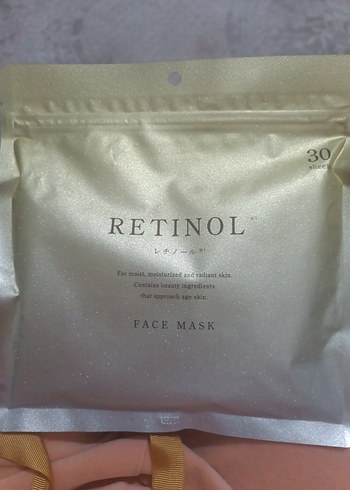 30
sheet
RETINOL
レチノール
For moist, moisturized and radiant skin.
Contains beauty ingredients
that approach age skin.
FACE MASK